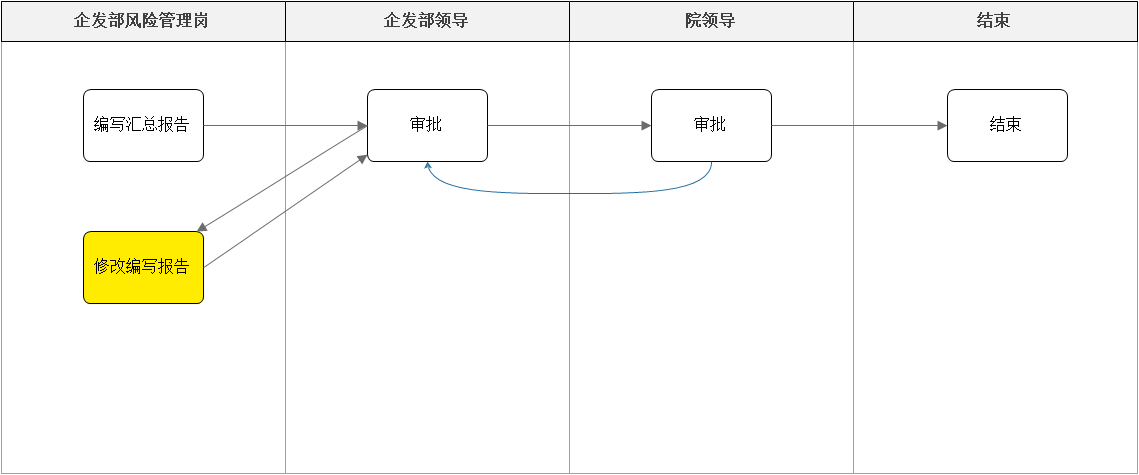 企发部风险管理岗
企发部领导
院领导
结束
编写汇总报告
审批
审批
结束
修改编写报告